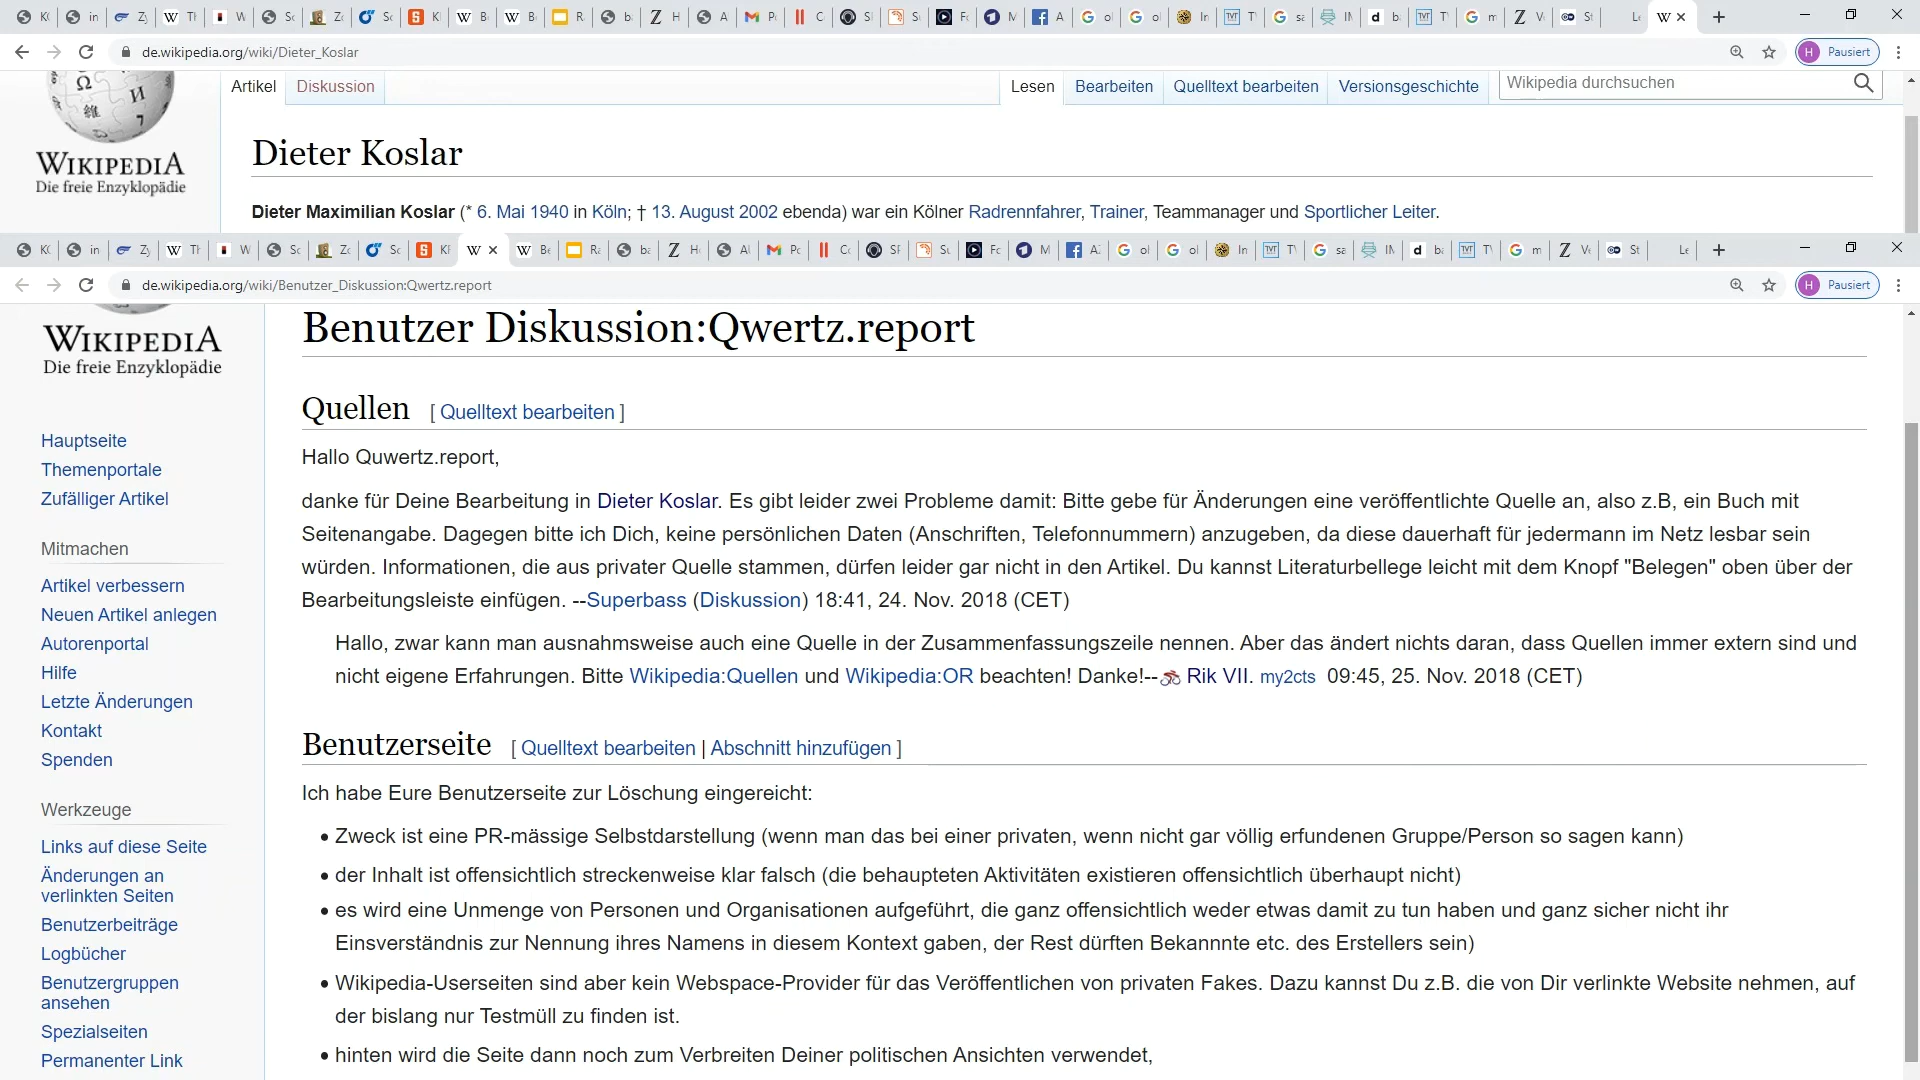 de.wikipedia.org/wiki/Dieter_Koslar
Pausiert
Artikel
Diskussion
Lesen
Bearbeiten
Quelltext bearbeiten
Versionsgeschichte
Wikipedia durchsuchen
WIKIPEDIA
Die freie Enzyklopädie
Dieter Koslar
Dieter Maximilian Koslar (* 6. Mai 1940 in Köln; † 13. August 2002 ebenda) war ein Kölner Radrennfahrer, Trainer, Teammanager und Sportlicher Leiter.
de.wikipedia.org/wiki/Benutzer_Diskussion:Qwertz.report
Pausiert
WIKIPEDIA
Die freie Enzyklopädie
Hauptseite
Themenportale
Zufälliger Artikel
Mitmachen
Artikel verbessern
Neuen Artikel anlegen
Autorenportal
Hilfe
Letzte Änderungen
Kontakt
Spenden
Werkzeuge
Links auf diese Seite
Änderungen an
verlinkten Seiten
Benutzerbeiträge
Logbücher
Benutzergruppen
ansehen
Spezialseiten
Permanenter Link
Benutzer Diskussion:Qwertz.report
Quellen [ Quelltext bearbeiten ]
Hallo Quwertz.report,
danke für Deine Bearbeitung in Dieter Koslar. Es gibt leider zwei Probleme damit: Bitte gebe für Änderungen eine veröffentlichte Quelle an, also z.B, ein Buch mit
Seitenangabe. Dagegen bitte ich Dich, keine persönlichen Daten (Anschriften, Telefonnummern) anzugeben, da diese dauerhaft für jedermann im Netz lesbar sein
würden. Informationen, die aus privater Quelle stammen, dürfen leider gar nicht in den Artikel. Du kannst Literaturbellege leicht mit dem Knopf "Belegen" oben über der
Bearbeitungsleiste einfügen. --Superbass (Diskussion) 18:41, 24. Nov. 2018 (CET)
Hallo, zwar kann man ausnahmsweise auch eine Quelle in der Zusammenfassungszeile nennen. Aber das ändert nichts daran, dass Quellen immer extern sind und
nicht eigene Erfahrungen. Bitte Wikipedia:Quellen und Wikipedia:OR beachten! Danke!-- Rik VII. my2cts 09:45, 25. Nov. 2018 (CET)
Benutzerseite [ Quelltext bearbeiten | Abschnitt hinzufügen ]
Ich habe Eure Benutzerseite zur Löschung eingereicht:
• Zweck ist eine PR-mässige Selbstdarstellung (wenn man das bei einer privaten, wenn nicht gar völlig erfundenen Gruppe/Person so sagen kann)
• der Inhalt ist offensichtlich streckenweise klar falsch (die behaupteten Aktivitäten existieren offensichtlich überhaupt nicht)
• es wird eine Unmenge von Personen und Organisationen aufgeführt, die ganz offensichtlich weder etwas damit zu tun haben und ganz sicher nicht ihr
Einsverständnis zur Nennung ihres Namens in diesem Kontext gaben, der Rest dürften Bekannnte etc. des Erstellers sein)
• Wikipedia-Userseiten sind aber kein Webspace-Provider für das Veröffentlichen von privaten Fakes. Dazu kannst Du z.B. die von Dir verlinkte Website nehmen, auf
der bislang nur Testmüll zu finden ist.
• hinten wird die Seite dann noch zum Verbreiten Deiner politischen Ansichten verwendet,